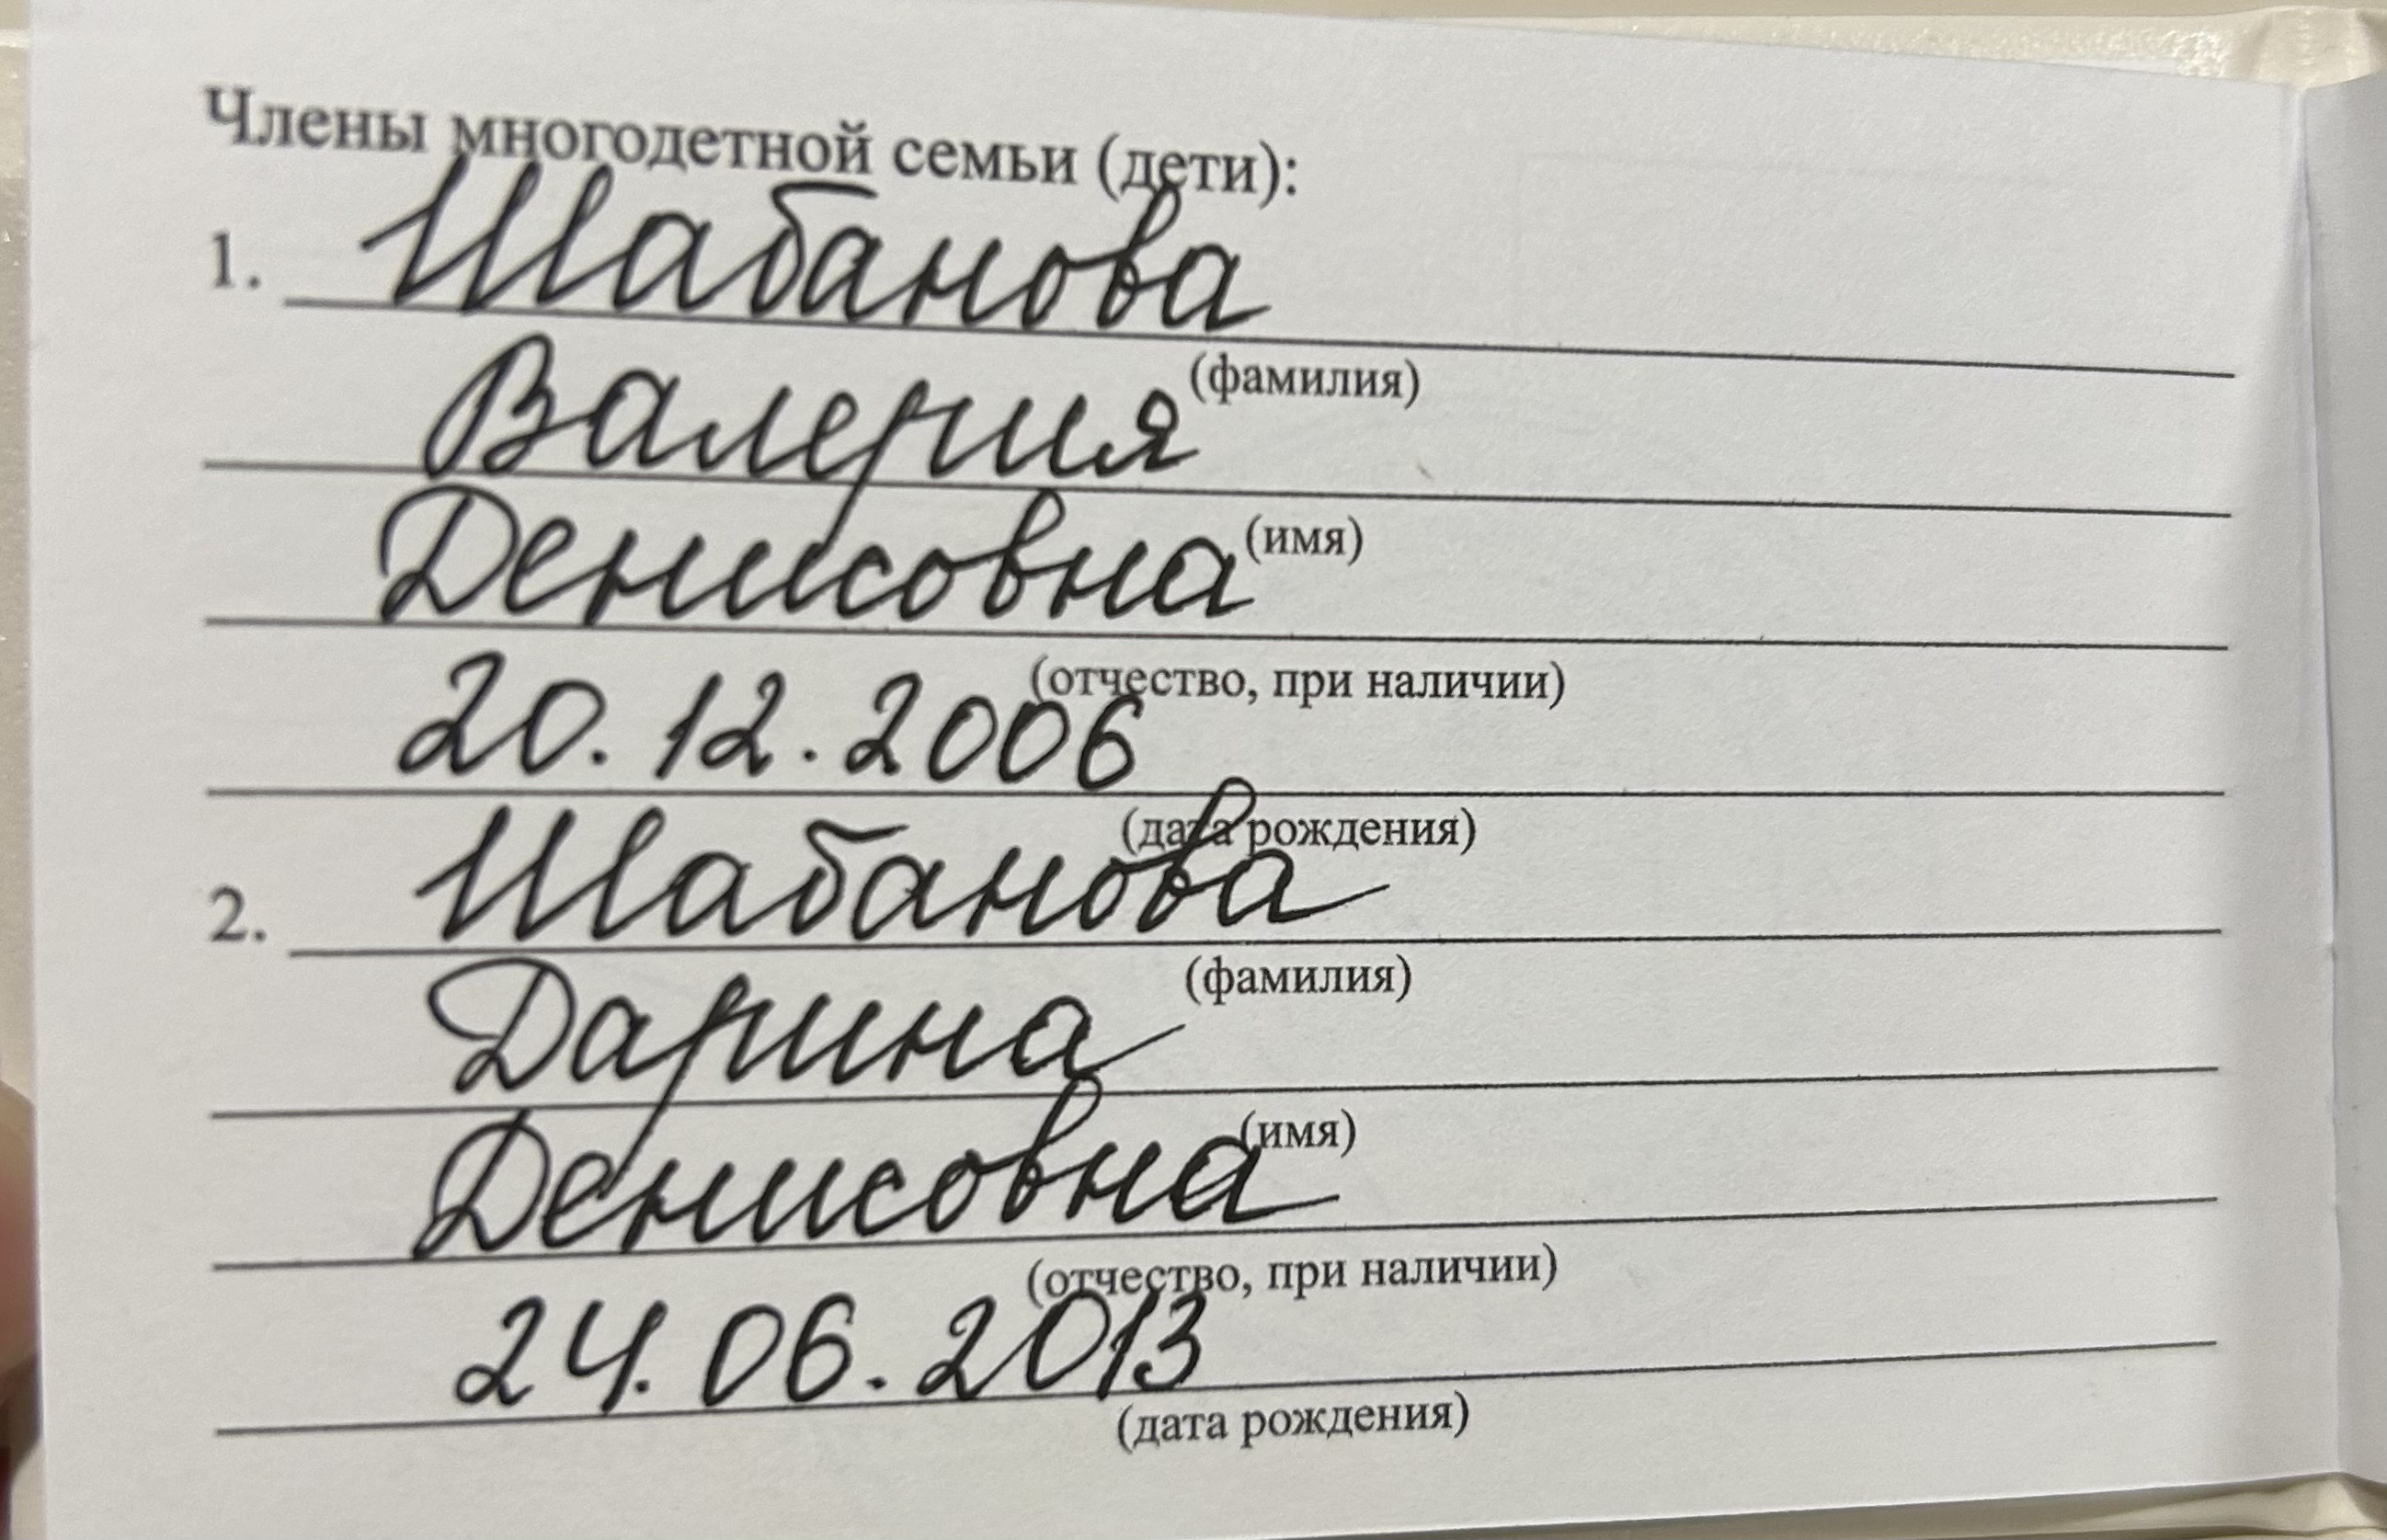 Члены многодетной семьи (дети):
1. Шабанова
(фамилия)
Валерия
(имя)
Денисовна
(отчество, при наличии)
20.12.2006
(дата рождения)
2. Шабанова
(фамилия)
Дарина
(имя)
Денисовна
(отчество, при наличии)
24.06.2013
(дата рождения)